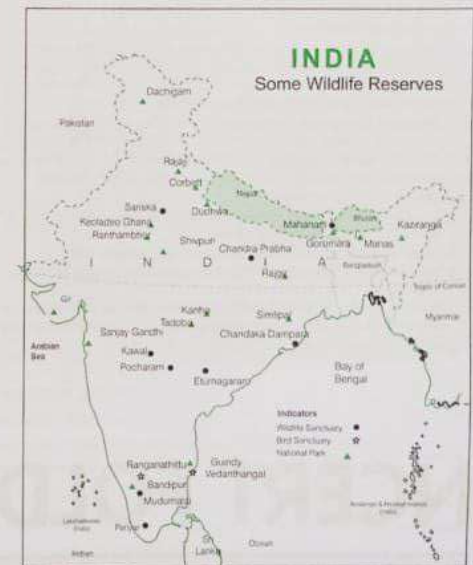 INDIA
Some Wildlife Reserves
Dachigam
Pakistan
Rajaji
Corbett
Nepal
Dudhwa
Sariska
Keoladeo Ghana
Ranthambhor
Shivpuri
Mahananda
Bhutan
Kaziranga
Gorumara
Manas
Chandra Prabha
I N D I A
Bangladesh
Tropic of Cancer
Gir
Kanha
Tadoba
Simlipal
Myanmar
Arabian
Sea
Sanjay Gandhi
Chandaka Dampara
Kawal
Pocharam
Eturnagaram
Bay of
Bengal
Indicators
Wildlife Sanctuary
Bird Sanctuary
National Park
Ranganathittu
Guindy
Vedanthangal
Bandipur
Mudumalai
Lakshadweep
(India)
Andaman & Nicobar Islands
(India)
Periyar
Sri
Lanka
Indian
Ocean